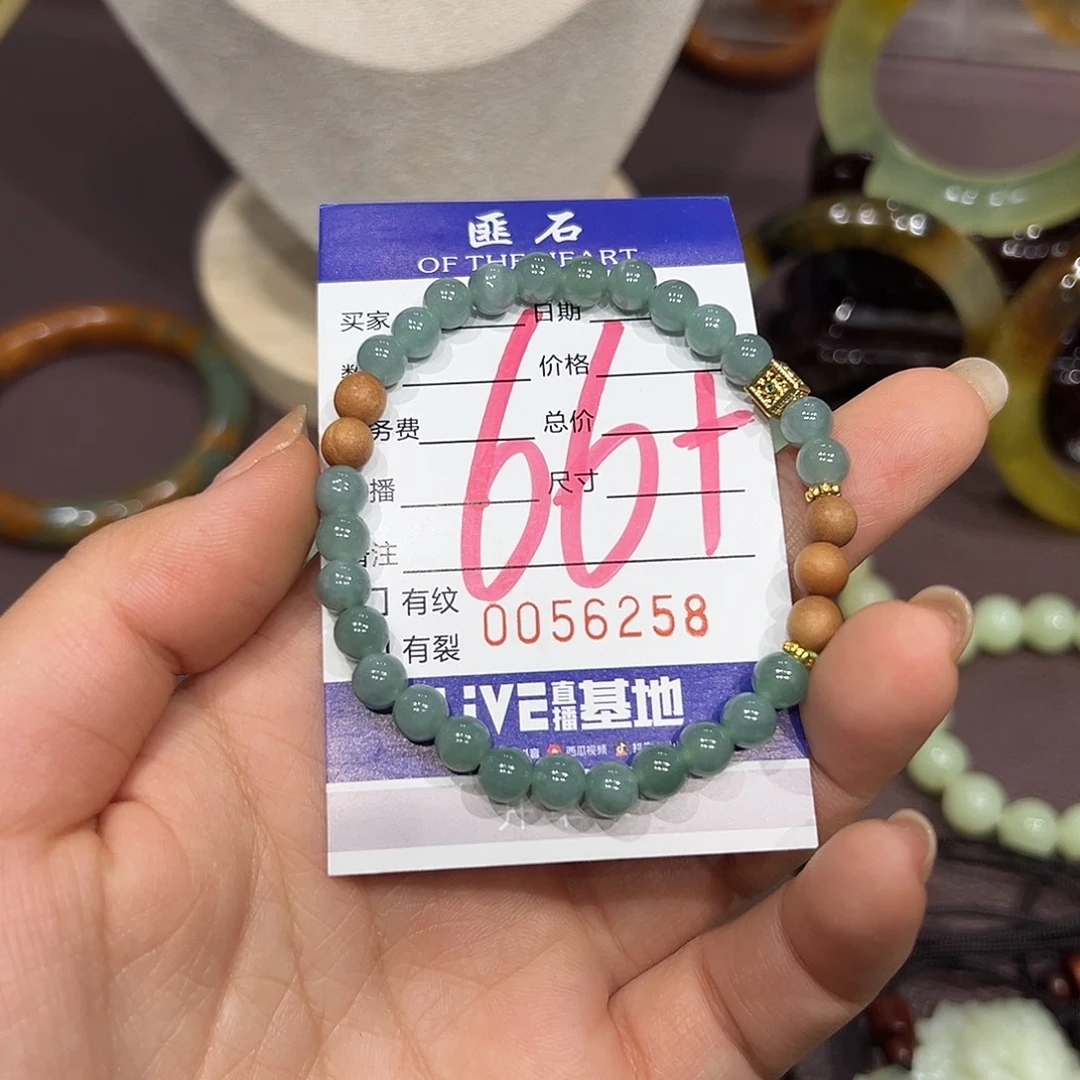 匪石
OF THE HEART
买家 日期
价格
务费 总价
播 尺寸
注
有纹
有裂
66+
0056258
LiVE直播基地
西瓜视频